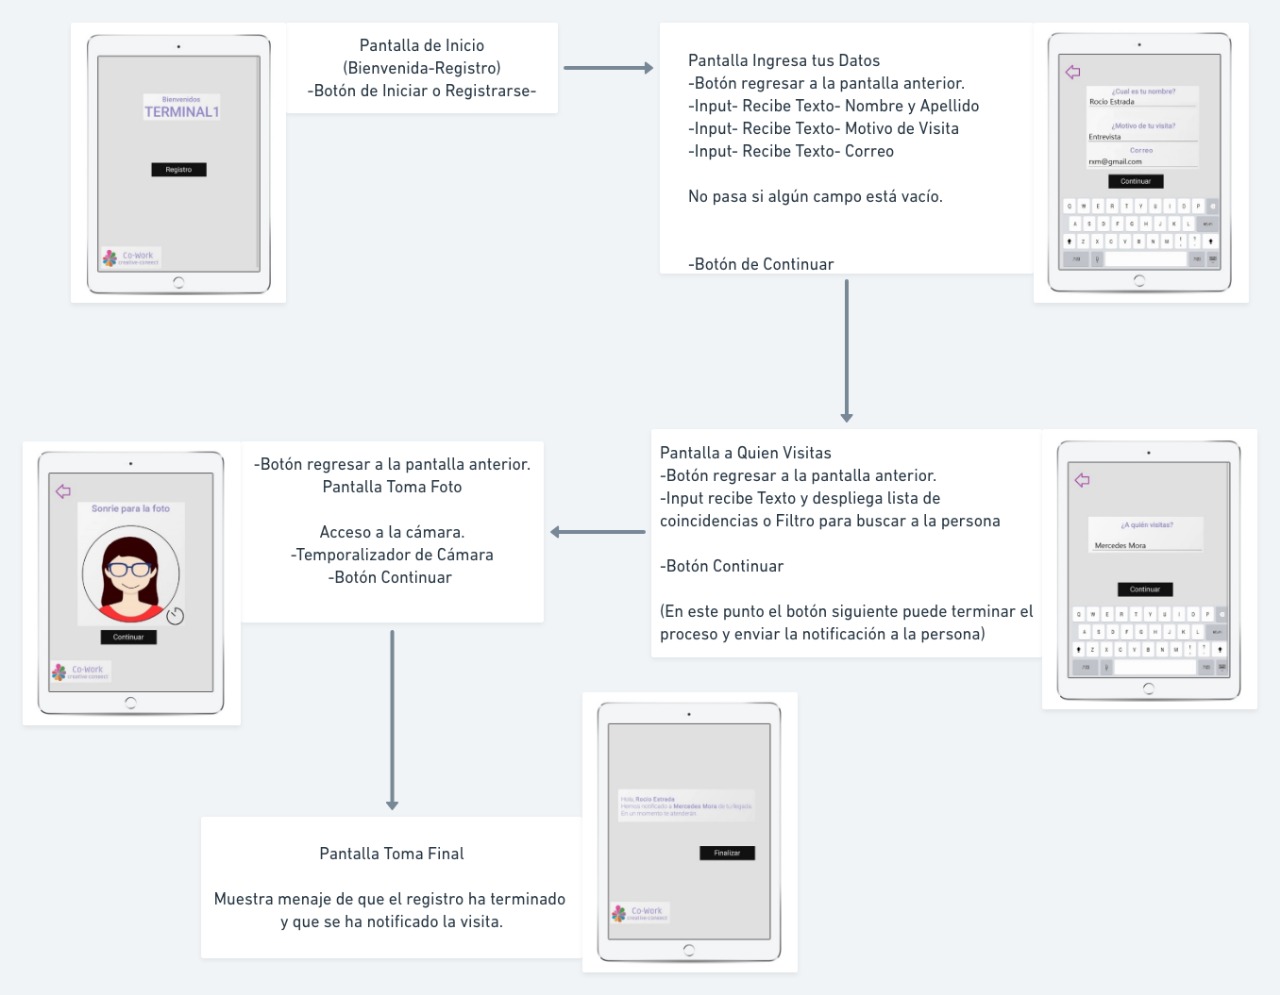 Bienvenidos
TERMINAL1
Registro
Co-Work
creative-connect
Pantalla de Inicio
(Bienvenida-Registro)
-Botón de Iniciar o Registrarse-
Pantalla Ingresa tus Datos
-Botón regresar a la pantalla anterior.
-Input- Recibe Texto- Nombre y Apellido
-Input- Recibe Texto- Motivo de Visita
-Input- Recibe Texto- Correo
No pasa si algún campo está vacío.
-Botón de Continuar
¿Cual es tu nombre?
Rocío Estrada
¿Motivo de tu visita?
Entrevista
Correo
@gmail.com
Continuar
Q W E R T Y U I O P
A S D F G H J K L
Z X C V B N M
Pantalla a Quien Visitas
-Botón regresar a la pantalla anterior.
-Input recibe Texto y despliega lista de
coincidencias o Filtro para buscar a la persona
-Botón Continuar
(En este punto el botón siguiente puede terminar el
proceso y enviar la notificación a la persona)
¿A quién visitas?
Mercedes Mora
Continuar
Q W E R T Y U I O P
A S D F G H J K L
Z X C V B N M
-Botón regresar a la pantalla anterior.
Pantalla Toma Foto
Acceso a la cámara.
-Temporalizador de Cámara
-Botón Continuar
Sonríe para la foto
Continuar
Co-Work
creative-connect
Pantalla Toma Final
Muestra menaje de que el registro ha terminado
y que se ha notificado la visita.
Hola Rocío Estrada
Hemos notificado a Mercedes Mora de tu llegada
En un momento te atenderán
Finalizar
Co-Work
creative-connect